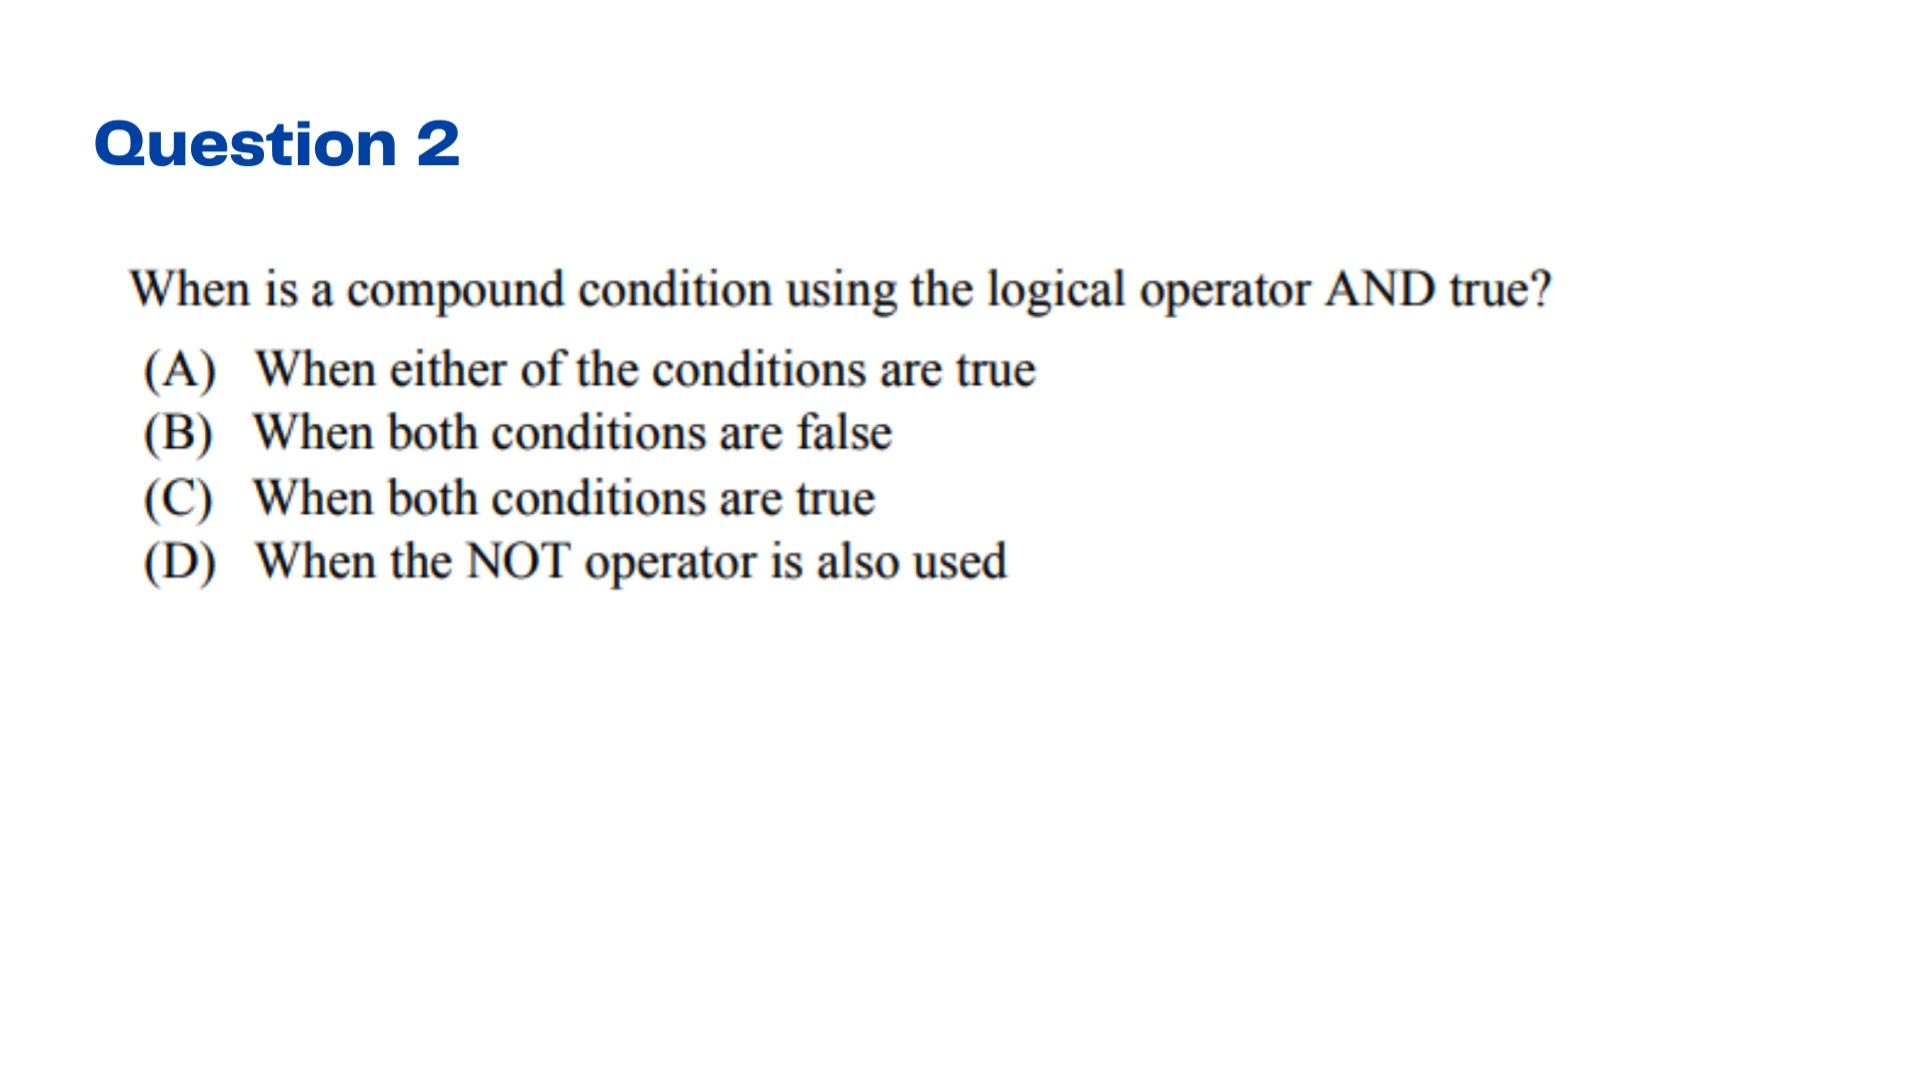 Question 2
When is a compound condition using the logical operator AND true?
(A) When either of the conditions are true
(B) When both conditions are false
(C) When both conditions are true
(D) When the NOT operator is also used